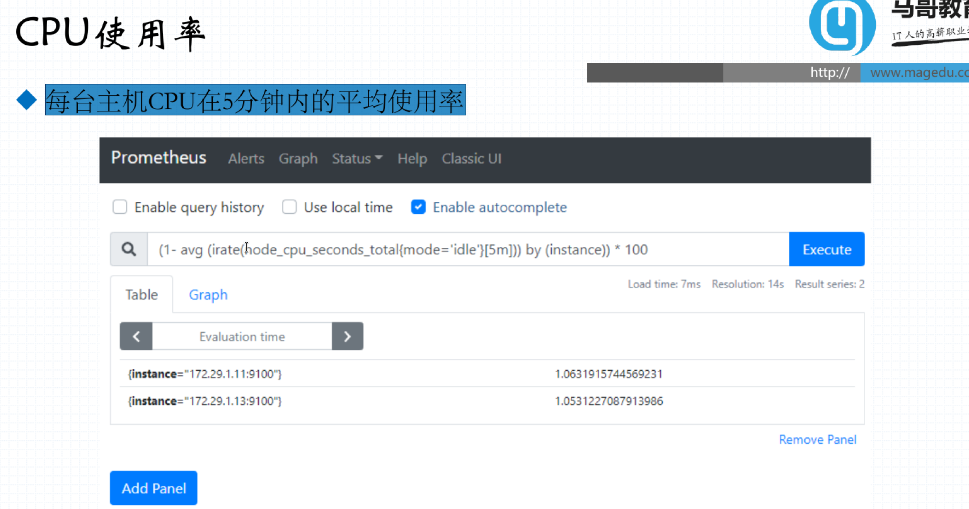 CPU使用率
马哥教育
IT人的高薪职业
http:// www.magedu.co
每台主机CPU在5分钟内的平均使用率
Prometheus Alerts Graph Status Help Classic UI
Enable query history Use local time Enable autocomplete
(1- avg (irate(node_cpu_seconds_total{mode='idle'}[5m])) by (instance)) * 100 Execute
Load time: 7ms Resolution: 14s Result series: 2
Table Graph
Evaluation time
{instance="172.29.1.11:9100"} 1.0631915744569231
{instance="172.29.1.13:9100"} 1.0531227087913986
Remove Panel
Add Panel